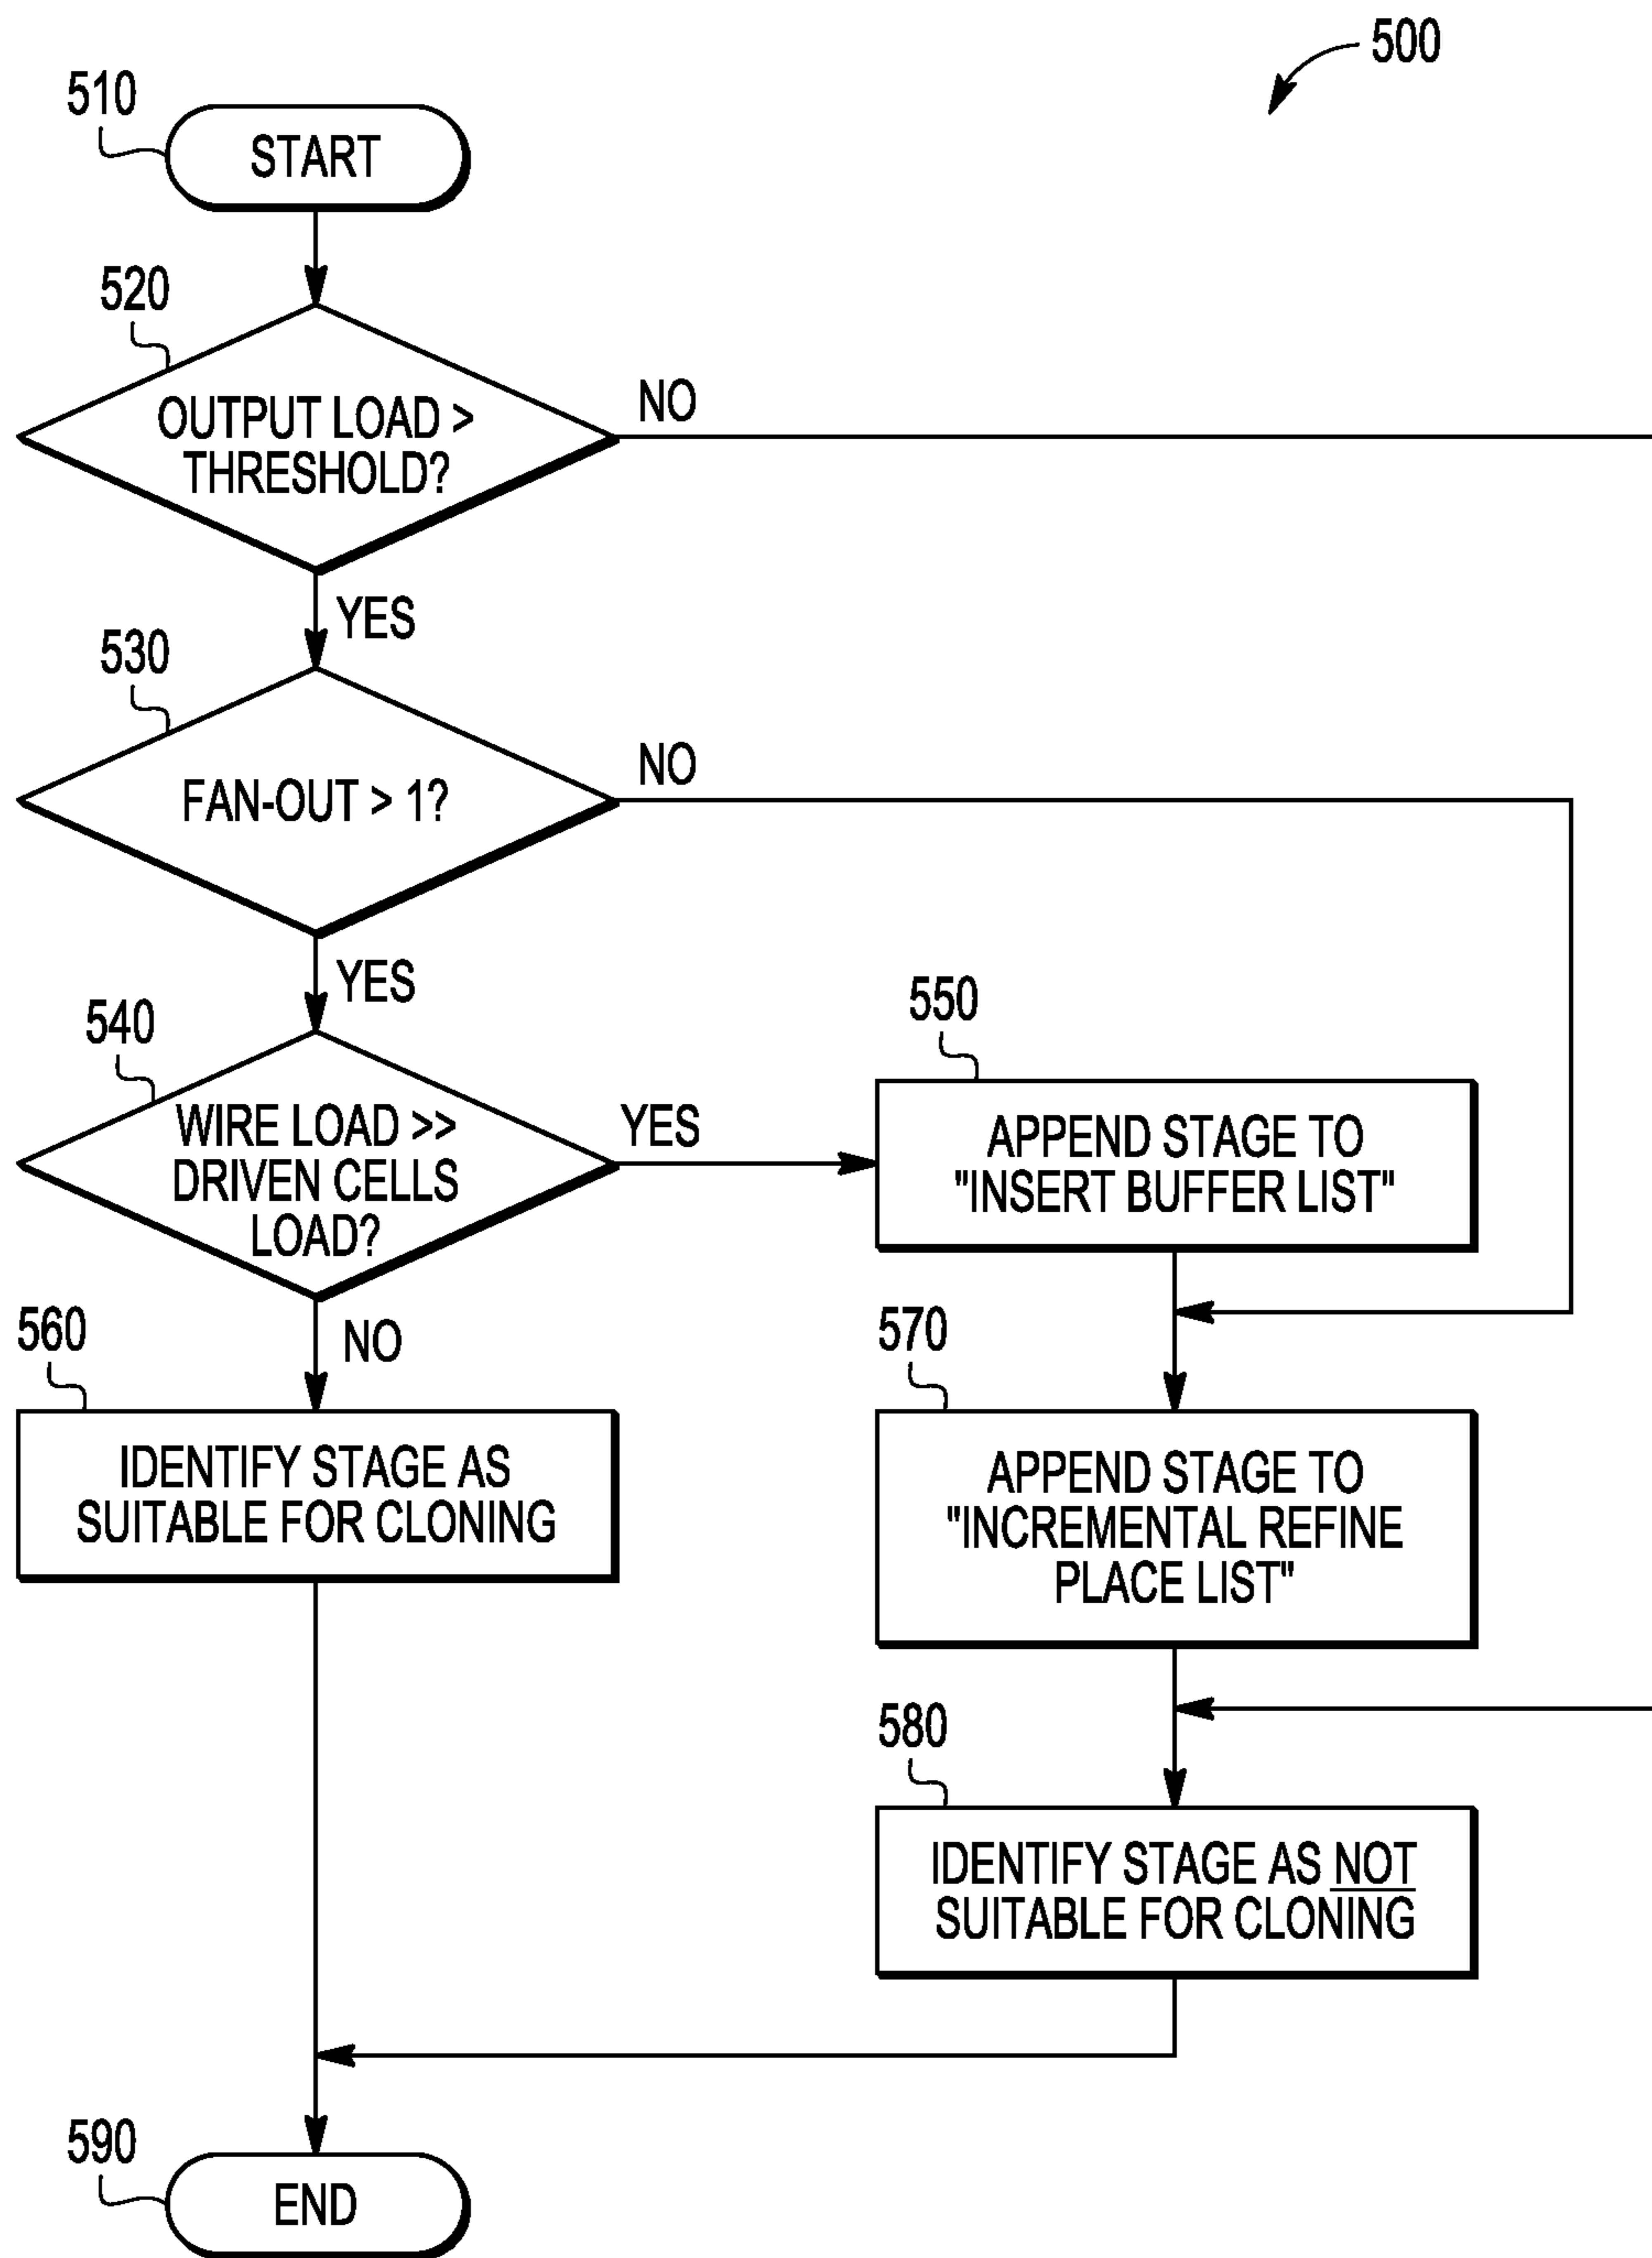 500
510
START
520
OUTPUT LOAD >
THRESHOLD?
NO
YES
530
FAN-OUT > 1?
NO
YES
540
WIRE LOAD >>
DRIVEN CELLS
LOAD?
YES
NO
550
APPEND STAGE TO
"INSERT BUFFER LIST"
560
IDENTIFY STAGE AS
SUITABLE FOR CLONING
570
APPEND STAGE TO
"INCREMENTAL REFINE
PLACE LIST"
580
IDENTIFY STAGE AS NOT
SUITABLE FOR CLONING
590
END